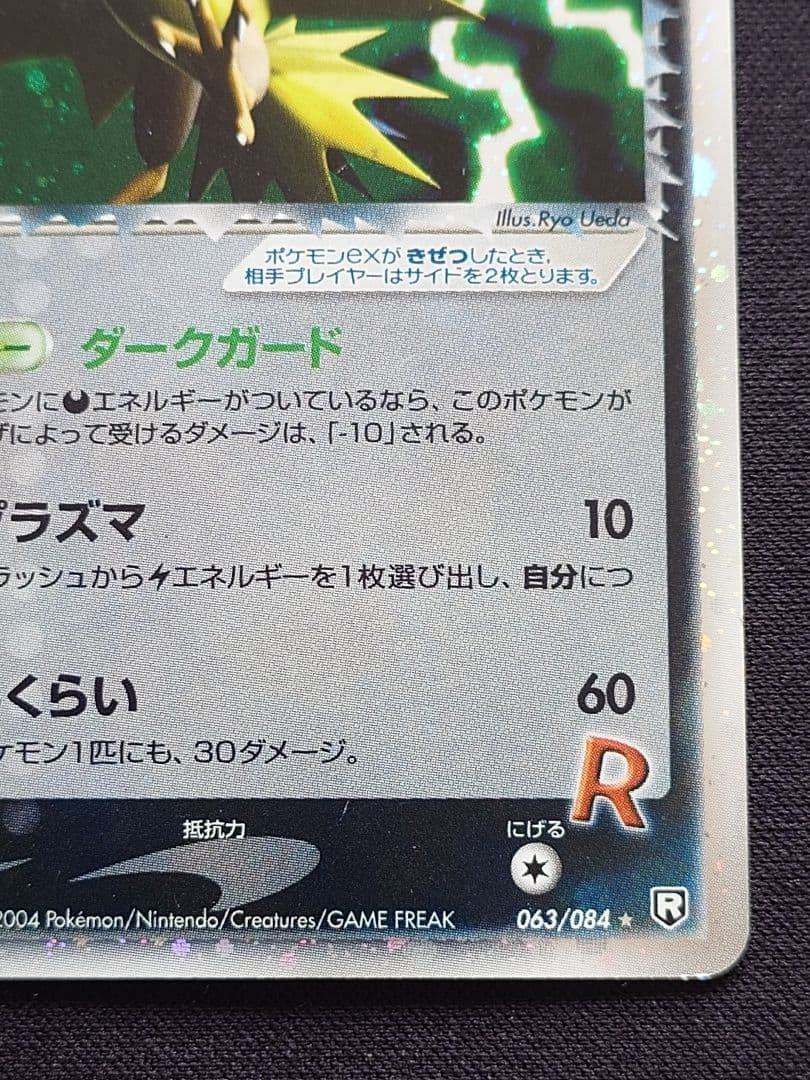 Illus.Ryo Ueda
ポケモンexが きぜつしたとき、
相手プレイヤーはサイドを2枚とります。
ー ダークガード
モンに エネルギーがついているなら、このポケモンが
ザによって受けるダメージは、「-10」される。
プラズマ 10
ラッシュから エネルギーを1枚選び出し、自分につ
くらい 60
ケモン1匹にも、30ダメージ。
R
抵抗力 にげる
2004 Pokémon/Nintendo/Creatures/GAME FREAK 063/084 ★ R